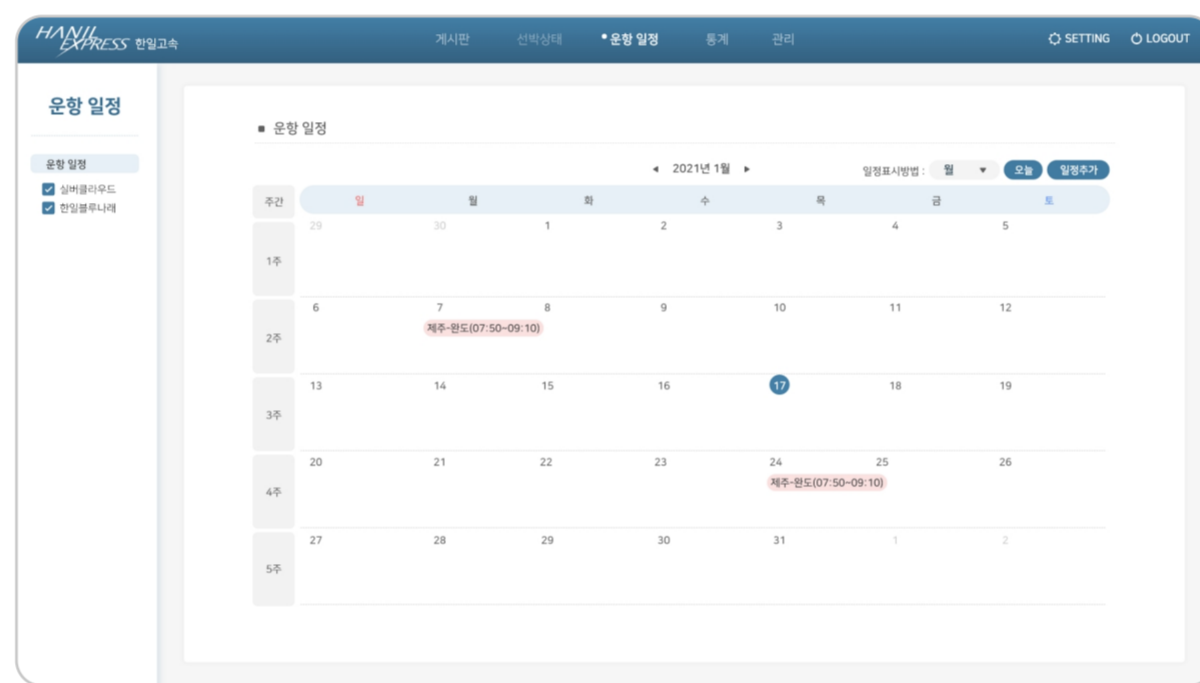 HANIL EXPRESS 한일고속
게시판 선박상태 운항 일정 통계 관리 SETTING LOGOUT
운항 일정
운항 일정
실버클라우드
한일블루나래
■ 운항 일정
◀ 2021년 1월 ▶ 일정표시방법 : 월 ▼ 오늘 일정추가
주간 일 월 화 수 목 금 토
1주 29 30 1 2 3 4 5
2주 6 7 8 9 10 11 12
제주-완도(07:50~09:10)
3주 13 14 15 16 17 18 19
4주 20 21 22 23 24 25 26
제주-완도(07:50~09:10)
5주 27 28 29 30 31 1 2